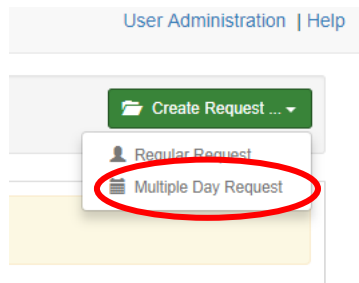 User Administration | Help
Create Request ...
Regular Request
Multiple Day Request